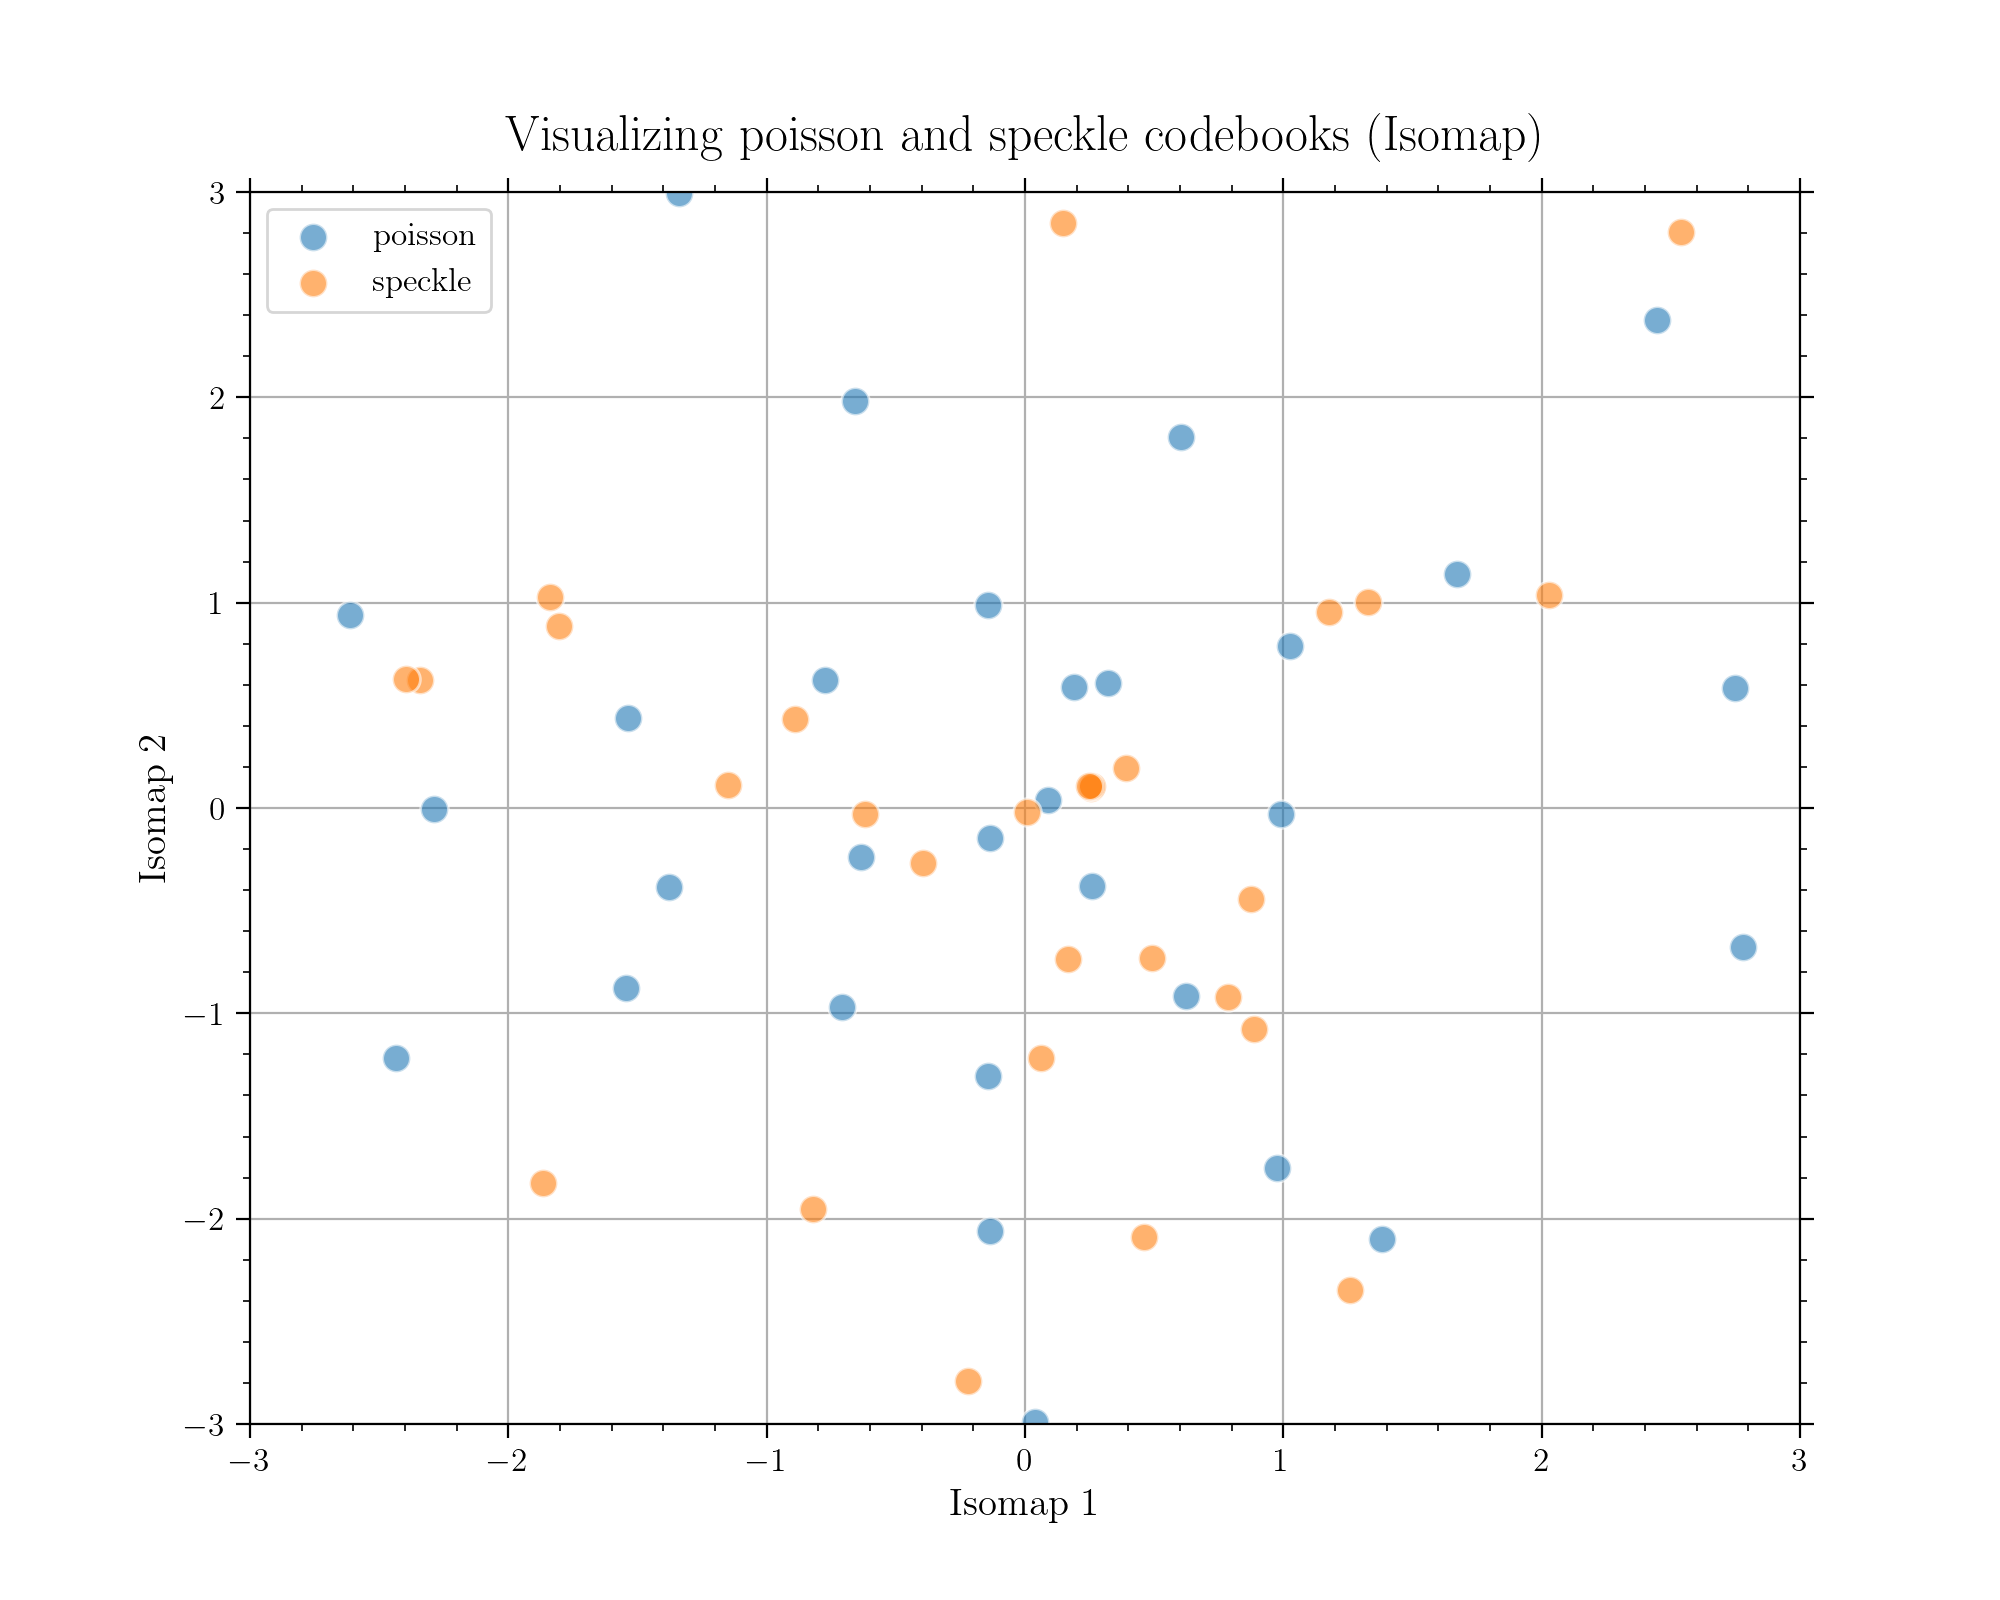 Visualizing poisson and speckle codebooks (Isomap)
poisson
speckle
3
2
1
0
−1
−2
−3
Isomap 2
−3
−2
−1
0
1
2
3
Isomap 1